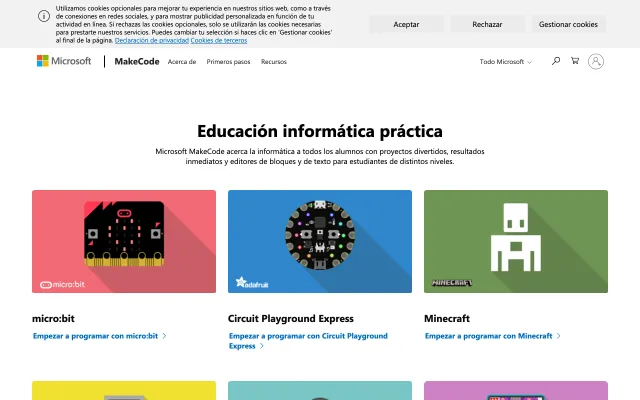 Utilizamos cookies opcionales para mejorar tu experiencia en nuestros sitios web, como a través
de conexiones en redes sociales, y para mostrar publicidad personalizada en función de tu
actividad en línea. Si rechazas las cookies opcionales, solo se utilizarán las cookies necesarias
para prestarte nuestros servicios. Puedes cambiar tu selección si haces clic en 'Gestionar cookies'
al final de la página. Declaración de privacidad Cookies de terceros
Aceptar
Rechazar
Gestionar cookies
Microsoft
MakeCode
Acerca de
Primeros pasos
Recursos
Todo Microsoft
Educación informática práctica
Microsoft MakeCode acerca la informática a todos los alumnos con proyectos divertidos, resultados
inmediatos y editores de bloques y de texto para estudiantes de distintos niveles.
micro:bit
adafruit
MINECRAFT
micro:bit
Empezar a programar con micro:bit
Circuit Playground Express
Empezar a programar con Circuit Playground
Express
Minecraft
Empezar a programar con Minecraft